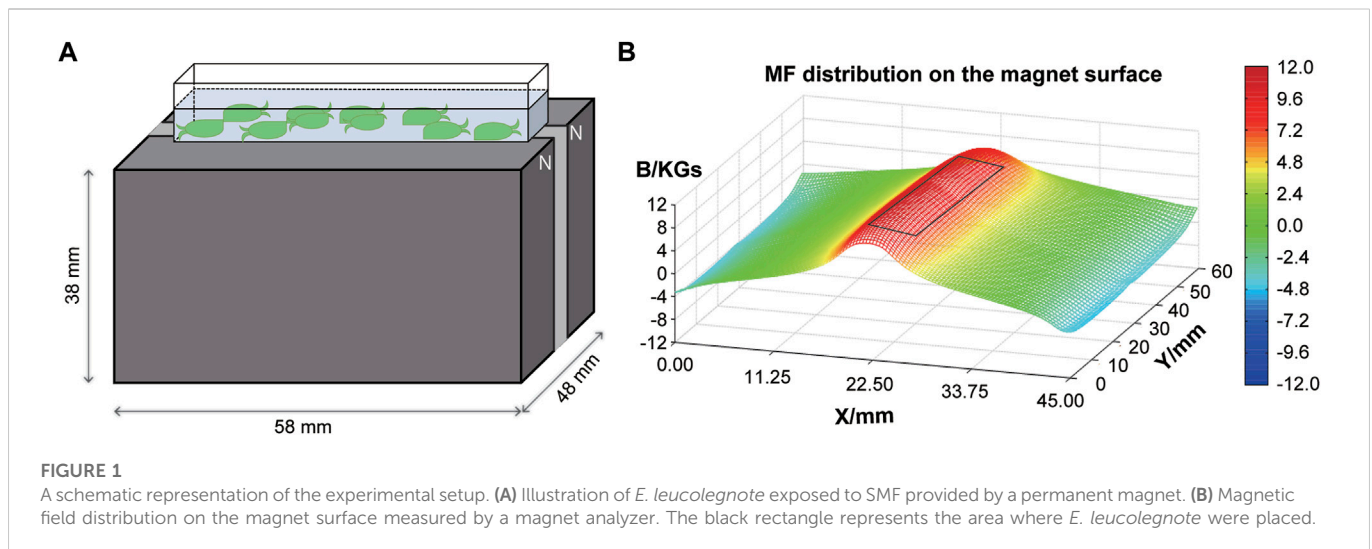 A
N
N
38 mm
58 mm
48 mm
B
MF distribution on the magnet surface
B/KGs
12
8
4
0
-4
-8
-12
0.00
11.25
22.50
33.75
45.00
X/mm
0
10
20
30
40
50
60
Y/mm
12.0
9.6
7.2
4.8
2.4
0.0
-2.4
-4.8
-7.2
-9.6
-12.0
FIGURE 1
A schematic representation of the experimental setup. (A) Illustration of E. leucolegnote exposed to SMF provided by a permanent magnet. (B) Magnetic
field distribution on the magnet surface measured by a magnet analyzer. The black rectangle represents the area where E. leucolegnote were placed.